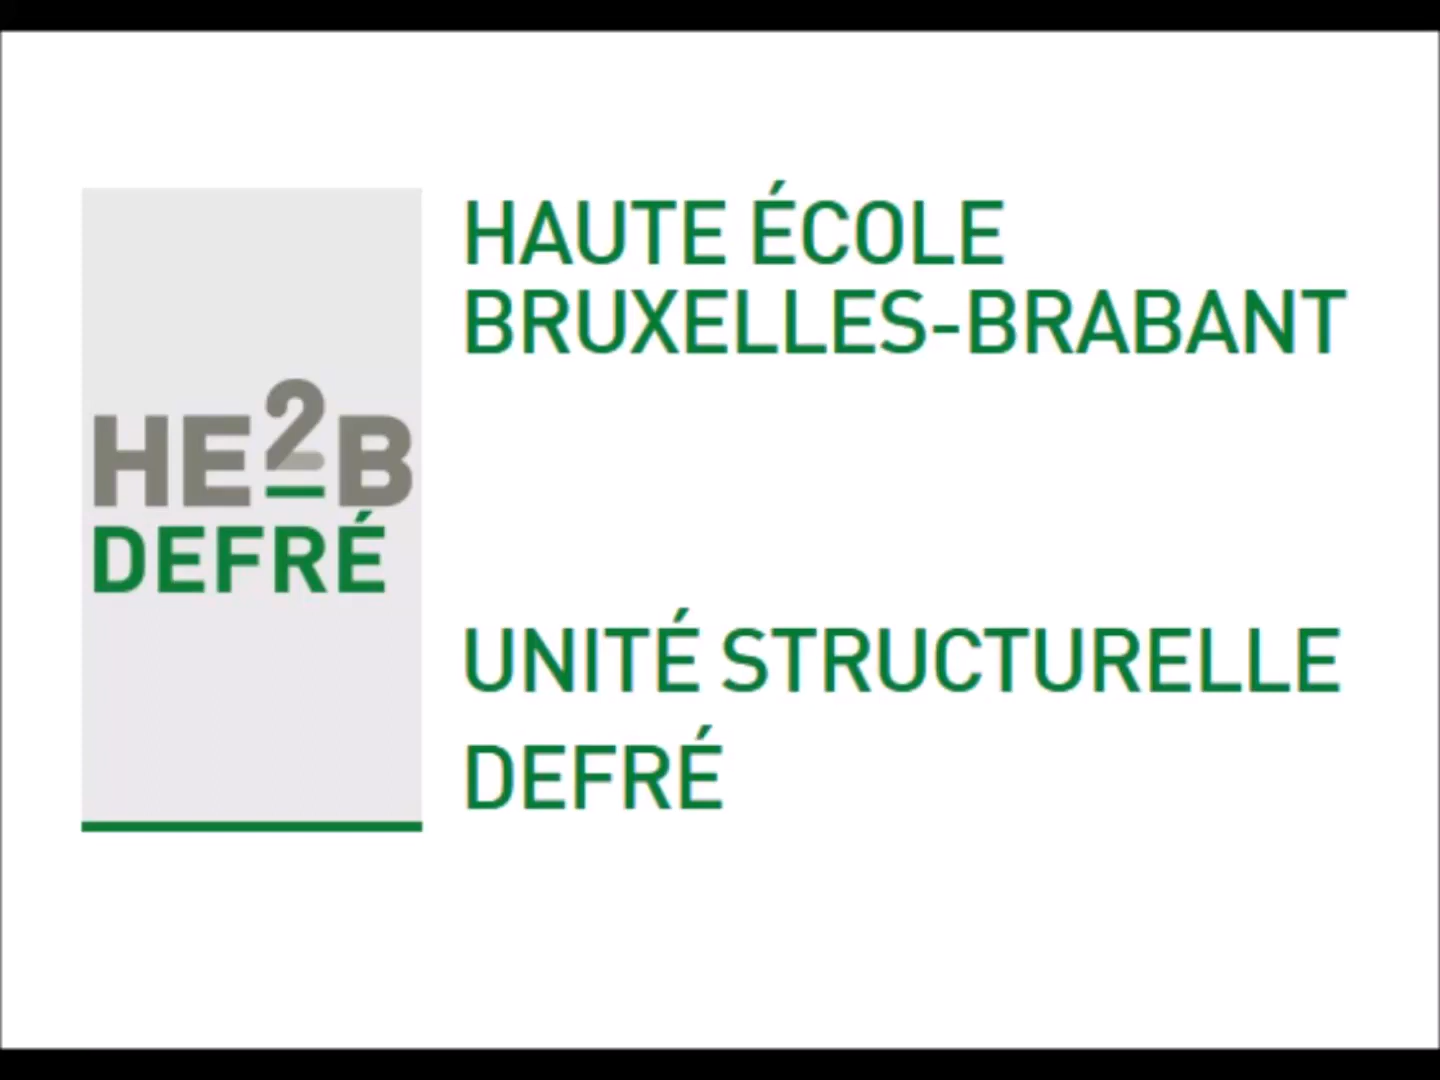 HE2B
DEFRÉ
HAUTE ÉCOLE
BRUXELLES-BRABANT
UNITÉ STRUCTURELLE
DEFRÉ